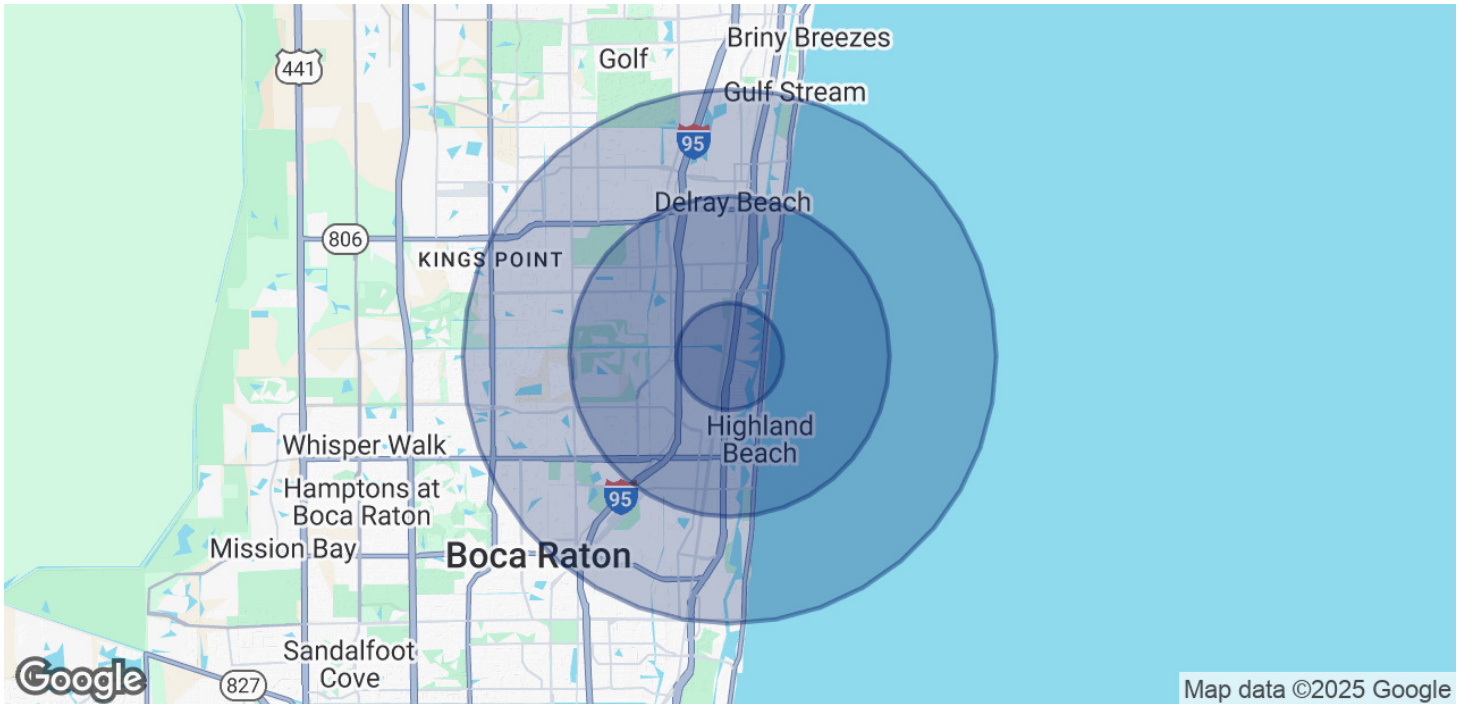 Briny Breezes
Golf
441
Gulf Stream
95
Delray Beach
806
KINGS POINT
Highland
Beach
Whisper Walk
Hamptons at
Boca Raton
95
Mission Bay
Boca Raton
Sandalfoot
Cove
827
Google
Map data ©2025 Google